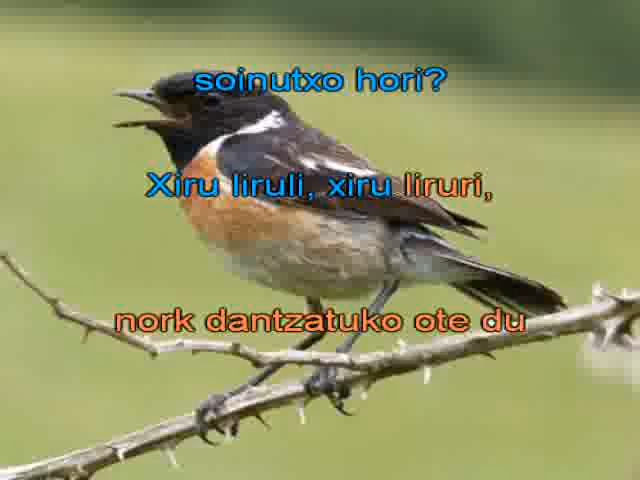 soinutxo hori?
Xiru liruli, xiru liruri,
nork dantzatuko ote du